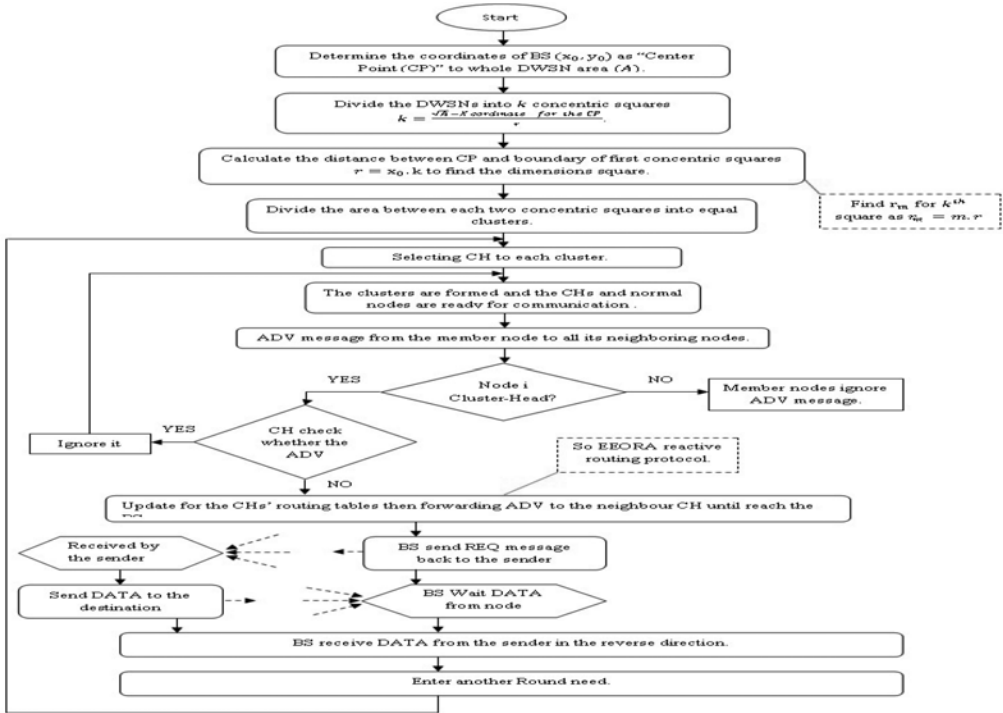 Start
Determine the coordinates of BS (x₀, y₀) as “Center
Point (CP)” to whole DWSN area (A).
Divide the DWSNs into k concentric squares
k = (√A−X cordinate for the CP)/r.
Calculate the distance between CP and boundary of first concentric squares
r = x₀.k to find the dimensions square.
Find rₘ for kᵗʰ
square as rₘ = m.r
Divide the area between each two concentric squares into equal
clusters.
Selecting CH to each cluster.
The clusters are formed and the CHs and normal
nodes are ready for communication .
ADV message from the member node to all its neighboring nodes.
YES
Node i
Cluster-Head?
NO
Member nodes ignore
ADV message.
YES
Ignore it
CH check
whether the
ADV
NO
So EEORA reactive
routing protocol.
Update for the CHs’ routing tables then forwarding ADV to the neighbour CH until reach the
Received by
the sender
BS send REQ message
back to the sender
Send DATA to the
destination
BS Wait DATA
from node
BS receive DATA from the sender in the reverse direction.
Enter another Round need.